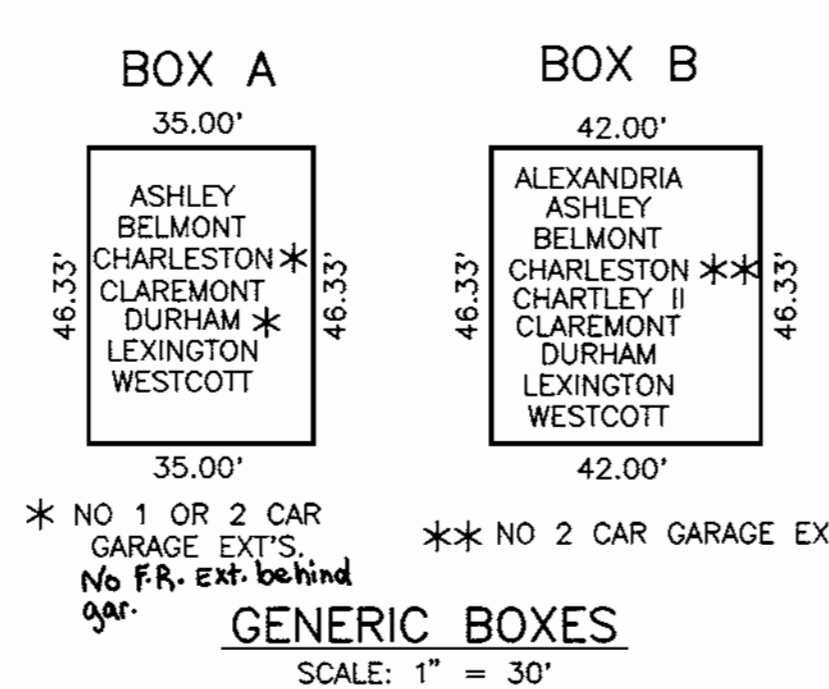 BOX A
35.00'
46.33'
ASHLEY
BELMONT
CHARLESTON *
CLAREMONT
DURHAM *
LEXINGTON
WESTCOTT
46.33'
35.00'
* NO 1 OR 2 CAR
GARAGE EXT'S.
No F.R. Ext. behind
gar.
BOX B
42.00'
46.33'
ALEXANDRIA
ASHLEY
BELMONT
CHARLESTON **
CHARTLEY II
CLAREMONT
DURHAM
LEXINGTON
WESTCOTT
46.33'
42.00'
** NO 2 CAR GARAGE EX
GENERIC BOXES
SCALE: 1" = 30'